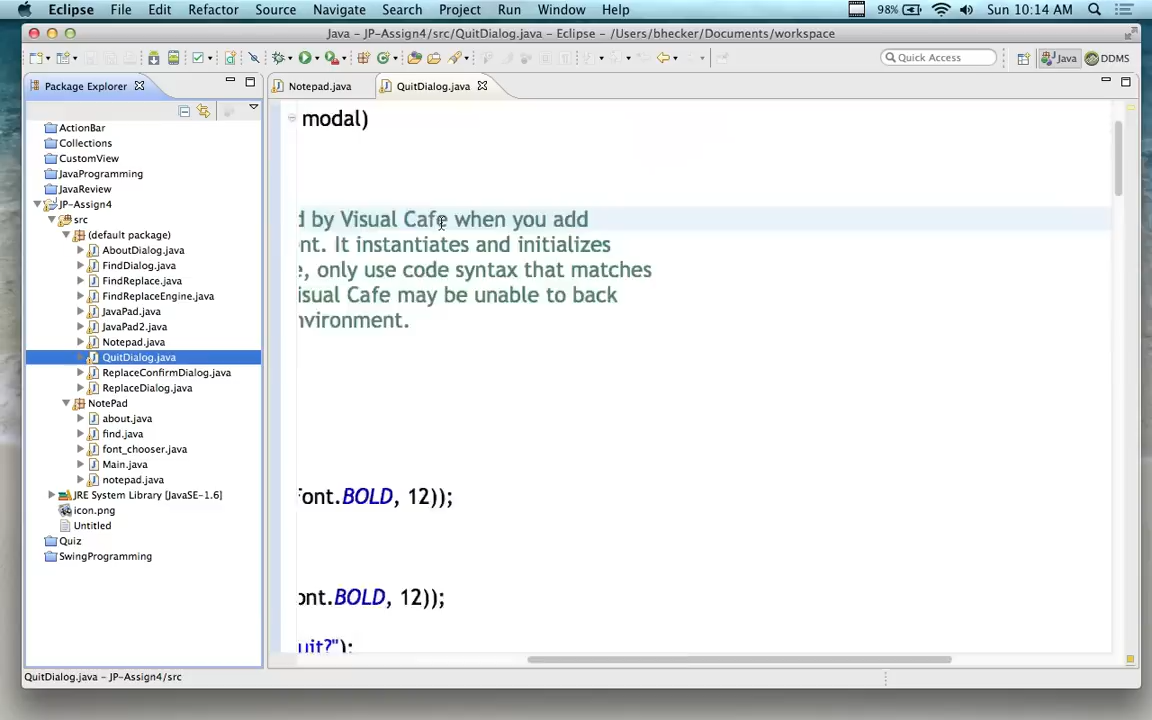 Eclipse File Edit Refactor Source Navigate Search Project Run Window Help 98% Sun 10:14 AM
Java – JP-Assign4/src/QuitDialog.java – Eclipse – /Users/bhecker/Documents/workspace
Quick Access Java DDMS
Package Explorer
Notepad.java QuitDialog.java
ActionBar
Collections
CustomView
JavaProgramming
JavaReview
JP-Assign4
src
(default package)
AboutDialog.java
FindDialog.java
FindReplace.java
FindReplaceEngine.java
JavaPad.java
JavaPad2.java
Notepad.java
QuitDialog.java
ReplaceConfirmDialog.java
ReplaceDialog.java
NotePad
about.java
find.java
font_chooser.java
Main.java
notepad.java
JRE System Library [JavaSE-1.6]
icon.png
Untitled
Quiz
SwingProgramming
modal)
d by Visual Cafe when you add
nt. It instantiates and initializes
e, only use code syntax that matches
isual Cafe may be unable to back
nvironment.
Font.BOLD, 12));
ont.BOLD, 12));
uit?");
QuitDialog.java – JP-Assign4/src